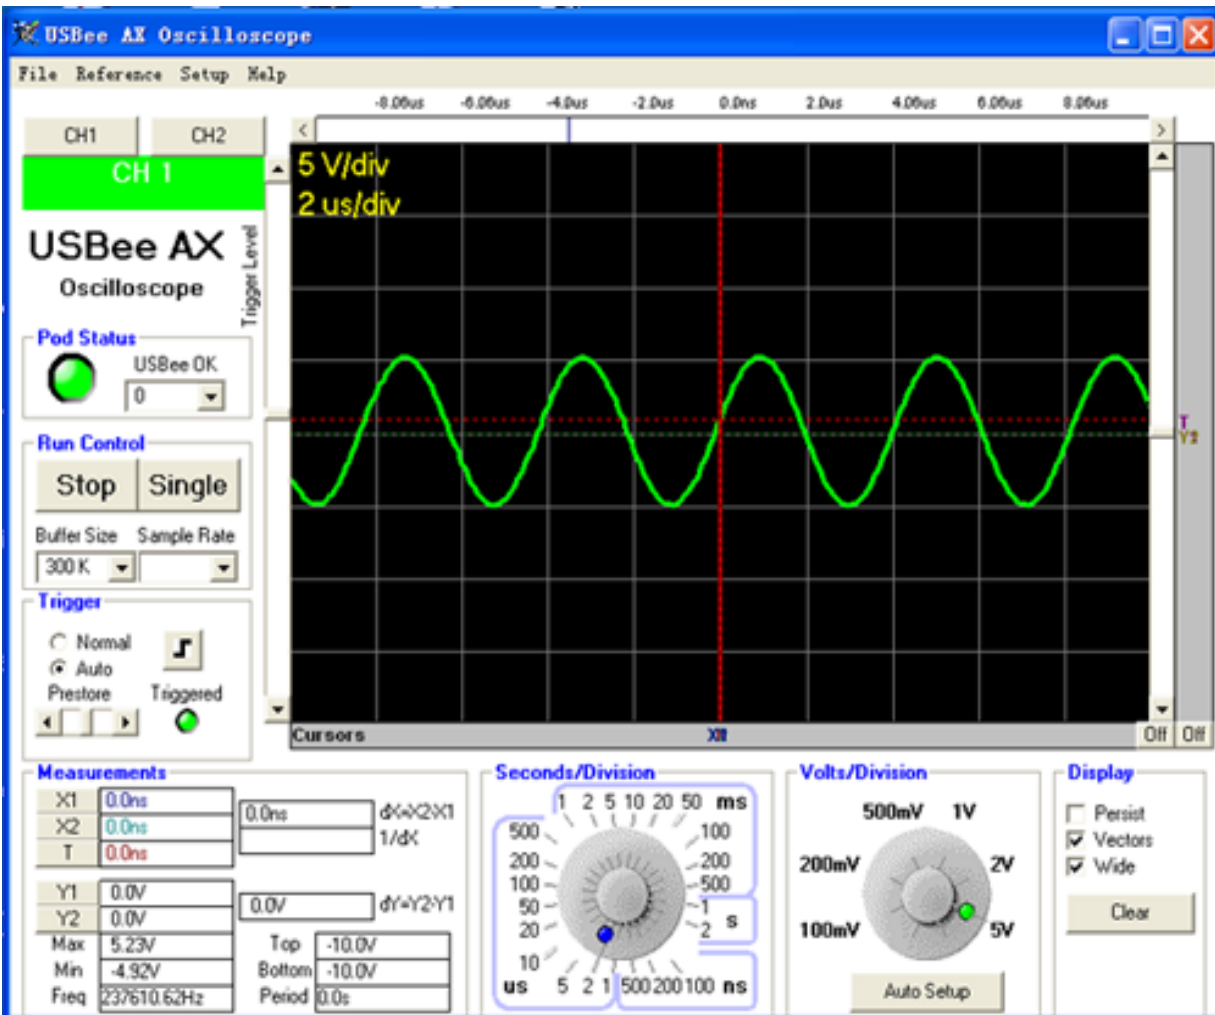 USBee AX Oscilloscope
File Reference Setup Help
-8.06us -6.06us -4.0us -2.0us 0.0ns 2.0us 4.06us 6.06us 8.06us
CH1 CH2
CH 1
5 V/div
2 us/div
USBee AX
Oscilloscope
Trigger Level
Pod Status
USBee OK
0
T
Y2
Run Control
Stop Single
Buffer Size Sample Rate
300 K
Trigger
Normal
Auto
Prestore Triggered
Cursors Off Off
Measurements
X1 0.0ns
X2 0.0ns
T 0.0ns
0.0ns dX=X2-X1
1/dX
Y1 0.0V
Y2 0.0V
0.0V dY=Y2-Y1
Max 5.23V Top -10.0V
Min -4.92V Bottom -10.0V
Freq 237610.62Hz Period 0.0s
Seconds/Division
1 2 5 10 20 50 ms
500 100
200 200
100 500
50 1
20 2 s
10
us 5 2 1 500 200 100 ns
Volts/Division
500mV 1V
200mV 2V
100mV 5V
Auto Setup
Display
Persist
Vectors
Wide
Clear